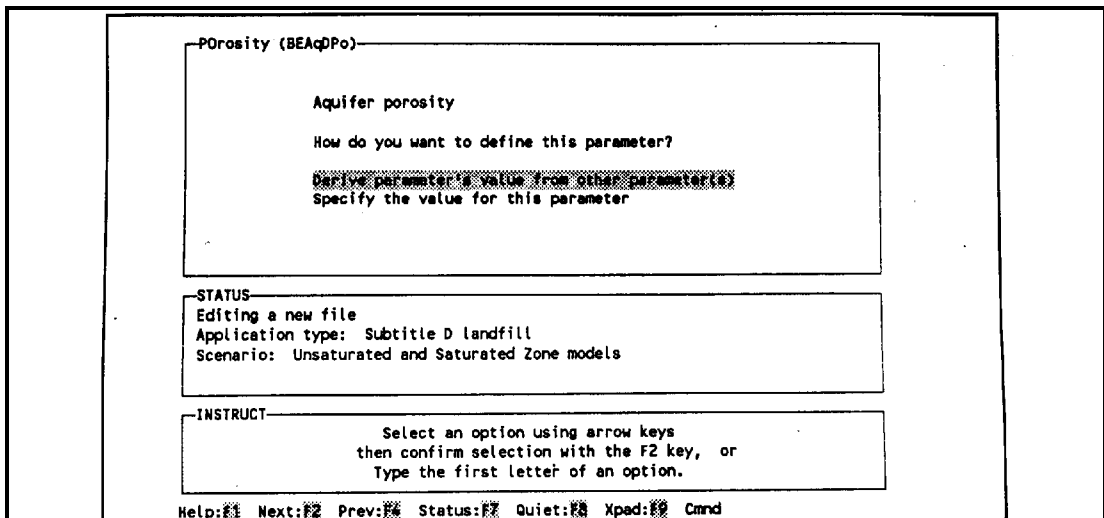 POrosity (BEAqDPo)
Aquifer porosity
How do you want to define this parameter?
Derive parameter's value from other parameter(s)
Specify the value for this parameter
STATUS
Editing a new file
Application type: Subtitle D landfill
Scenario: Unsaturated and Saturated Zone models
INSTRUCT
Select an option using arrow keys
then confirm selection with the F2 key, or
Type the first letter of an option.
Help:F1 Next:F2 Prev:F4 Status:F7 Quiet:F8 Xpad:F9 Cmnd